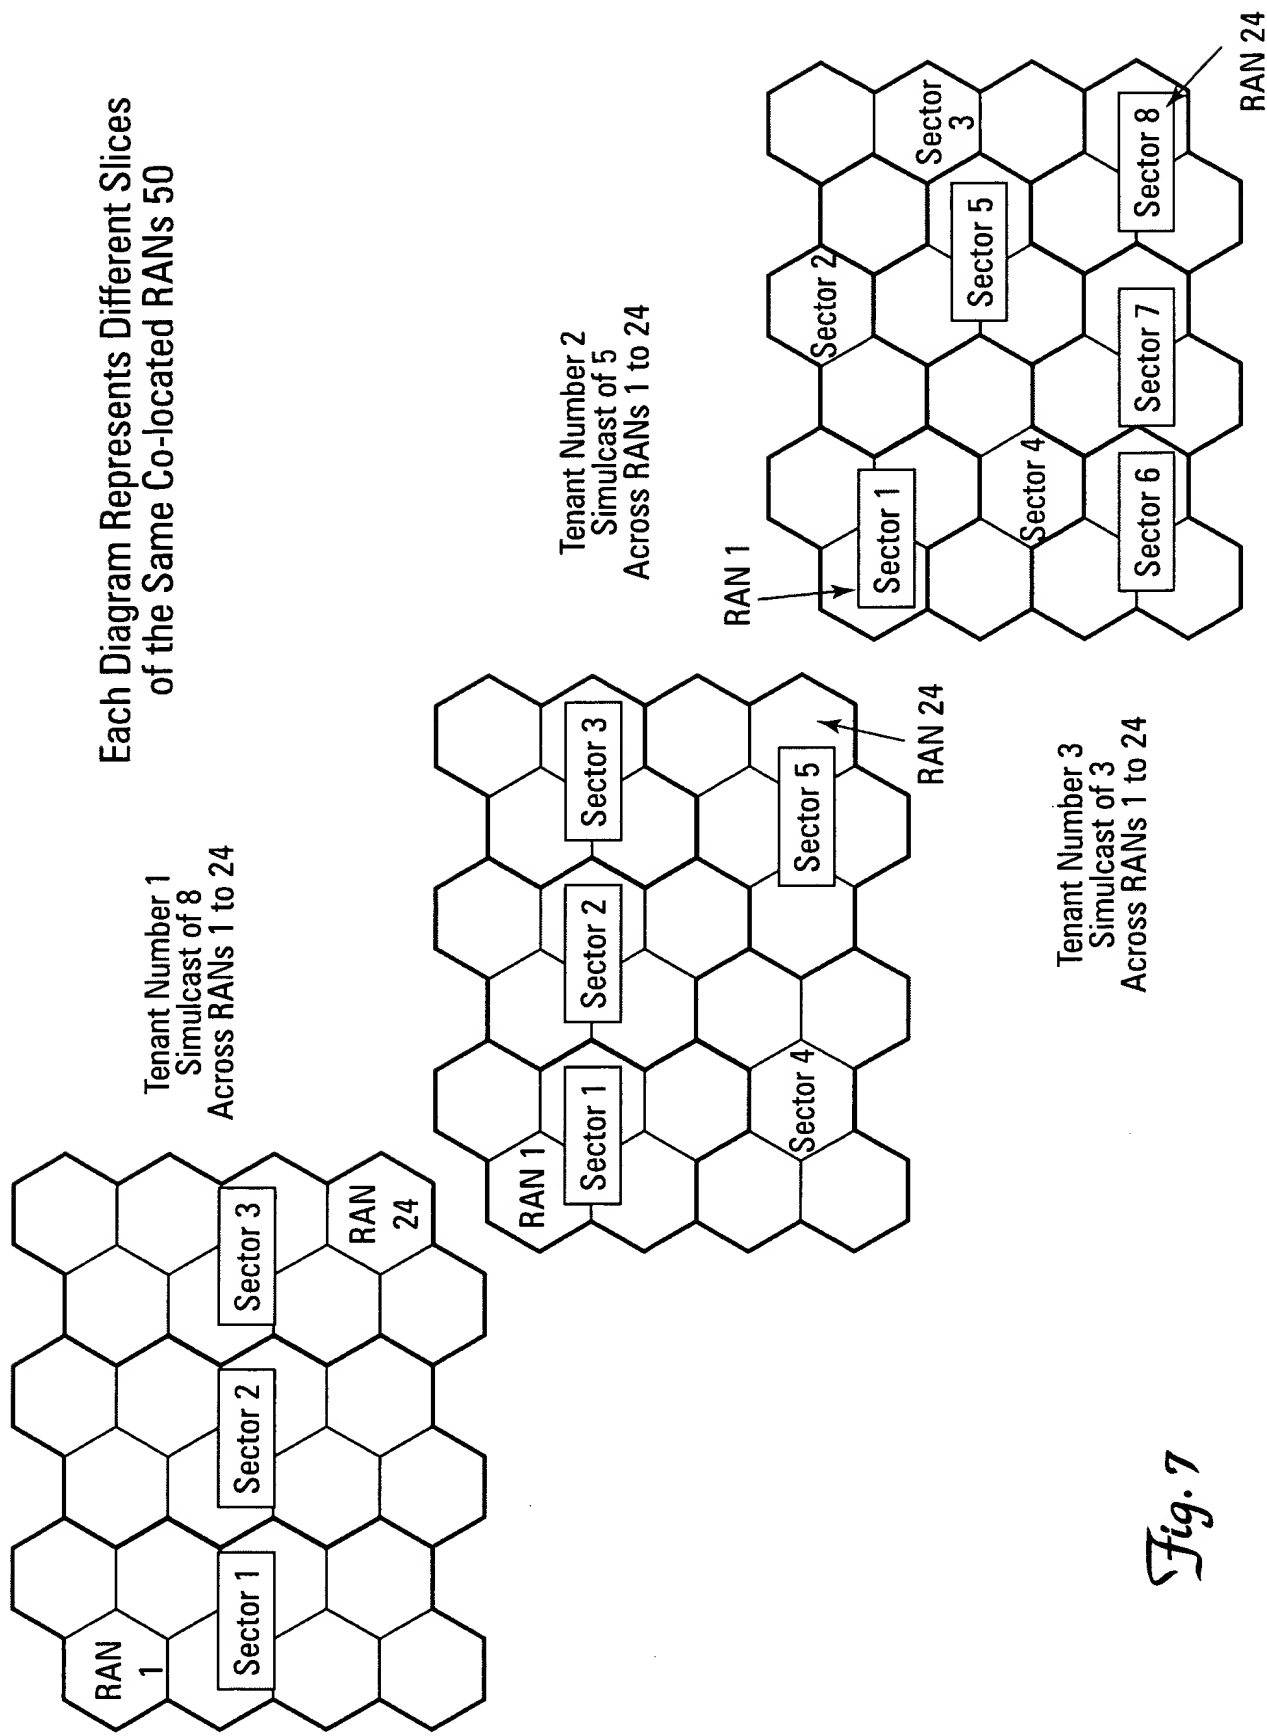 Each Diagram Represents Different Slices
of the Same Co-located RANs 50
Tenant Number 1
Simulcast of 8
Across RANs 1 to 24
RAN
1
Sector 1
Sector 2
Sector 3
RAN
24
Tenant Number 2
Simulcast of 5
Across RANs 1 to 24
RAN 1
Sector 1
Sector 2
Sector 3
Sector 4
Sector 5
RAN 24
Tenant Number 3
Simulcast of 3
Across RANs 1 to 24
RAN 1
Sector 1
Sector 2
Sector
3
Sector 4
Sector 5
Sector 6
Sector 7
Sector 8
RAN 24
Fig. 7